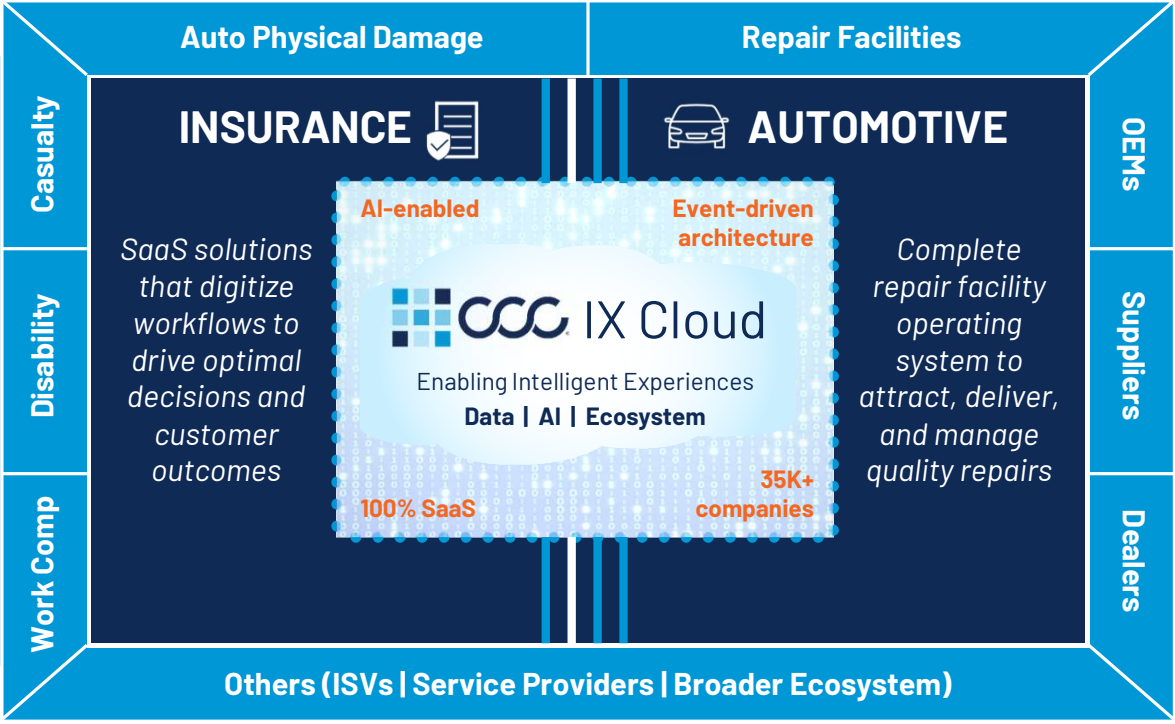 Auto Physical Damage
Repair Facilities
Casualty
Disability
Work Comp
INSURANCE
SaaS solutions
that digitize
workflows to
drive optimal
decisions and
customer
outcomes
AI-enabled
Event-driven
architecture
CCC IX Cloud
Enabling Intelligent Experiences
Data | AI | Ecosystem
100% SaaS
35K+
companies
AUTOMOTIVE
Complete
repair facility
operating
system to
attract, deliver,
and manage
quality repairs
OEMs
Suppliers
Dealers
Others (ISVs | Service Providers | Broader Ecosystem)